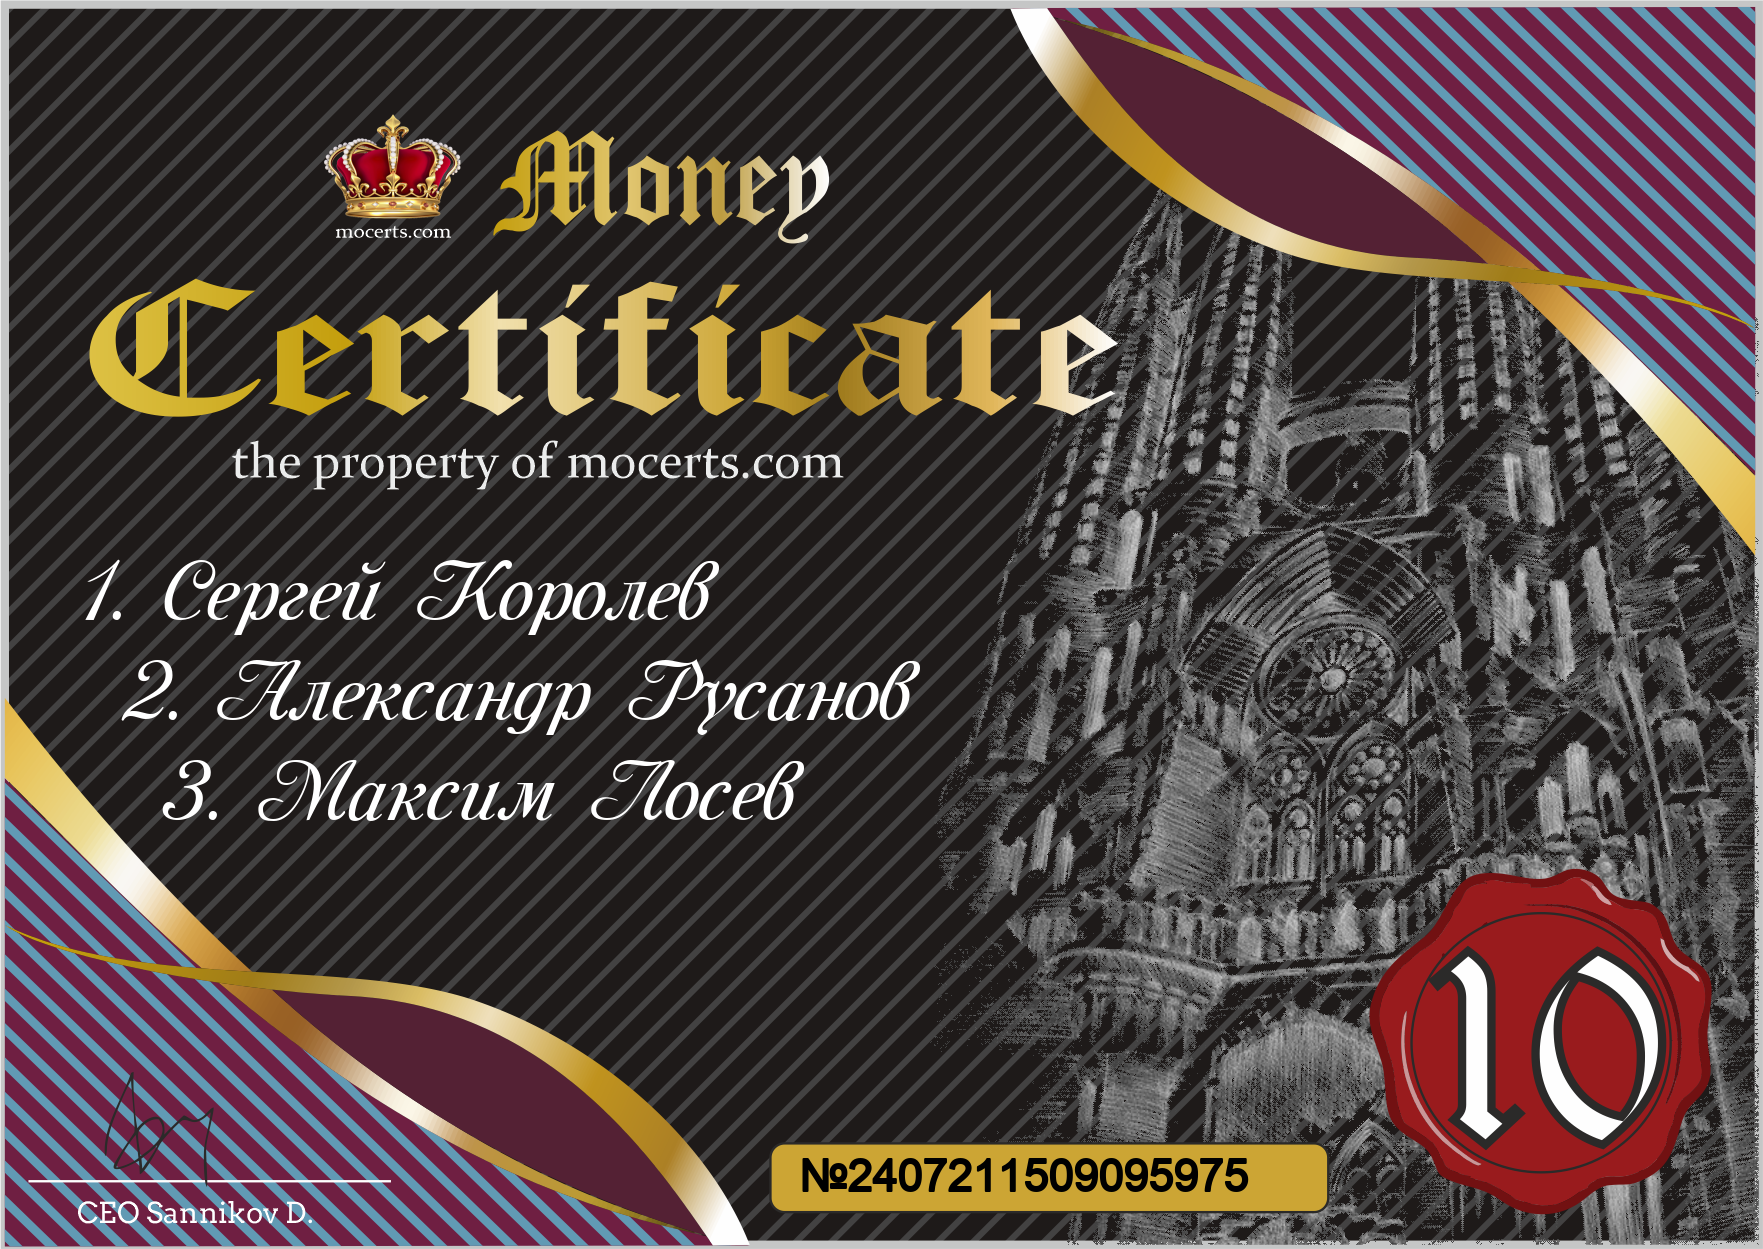 mocerts.com
Money
Certificate
the property of mocerts.com
1. Сергей Королев
2. Александр Русанов
3. Максим Лосев
10
№2407211509095975
CEO Sannikov D.